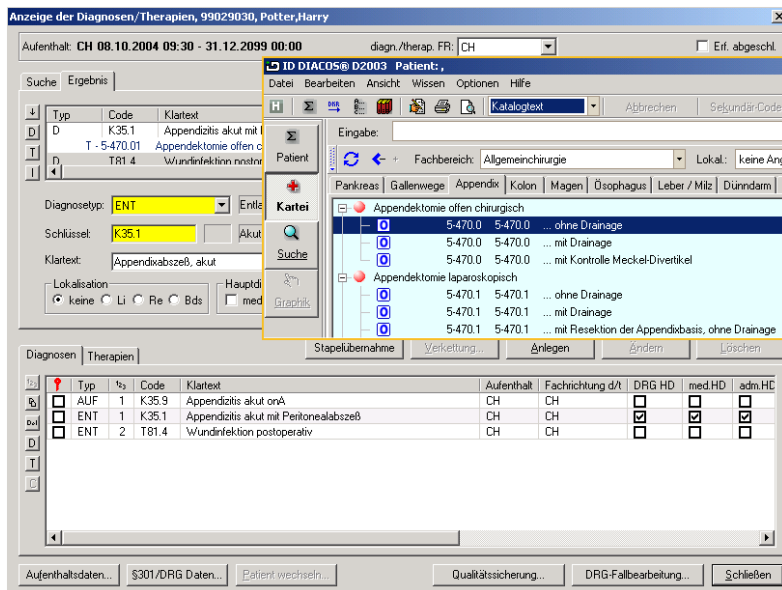 Anzeige der Diagnosen/Therapien, 99029030, Potter,Harry
Aufenthalt: CH 08.10.2004 09:30 - 31.12.2099 00:00 diagn./therap. FR: CH Erf. abgeschl.
ID DIACOS® D2003 Patient: ,
Datei Bearbeiten Ansicht Wissen Optionen Hilfe
Katalogtext Abbrechen Sekundär-Code
Eingabe:
Fachbereich: Allgemeinchirurgie Lokal.: keine Ang
Pankreas Gallenwege Appendix Kolon Magen Ösophagus Leber / Milz Dünndarm
Patient
Kartei
Suche
Graphik
Appendektomie offen chirurgisch
O 5-470.0 5-470.0 ... ohne Drainage
O 5-470.0 5-470.0 ... mit Drainage
O 5-470.0 5-470.0 ... mit Kontrolle Meckel-Divertikel
Appendektomie laparoskopisch
O 5-470.1 5-470.1 ... ohne Drainage
O 5-470.1 5-470.1 ... mit Drainage
O 5-470.1 5-470.1 ... mit Resektion der Appendixbasis, ohne Drainage
Suche Ergebnis
Typ Code Klartext
D K35.1 Appendizitis akut mit
T - 5-470.01 Appendektomie offen c
D T81.4 Wundinfektion postop
D
T
I
Diagnosetyp: ENT Entla
Schlüssel: K35.1 Akut
Klartext: Appendixabszeß, akut
Lokalisation Hauptdi
keine Li Re Bds med
Stapelübernahme Verkettung... Anlegen Ändern Löschen
Diagnosen Therapien
Typ Code Klartext Aufenthalt Fachrichtung d/t DRG HD med.HD adm.HD
AUF 1 K35.9 Appendizitis akut onA CH CH
ENT 1 K35.1 Appendizitis akut mit Peritonealabszeß CH CH
ENT 2 T81.4 Wundinfektion postoperativ CH CH
D
T
C
Aufenthaltsdaten... §301/DRG Daten... Patient wechseln... Qualitätssicherung... DRG-Fallbearbeitung... Schließen